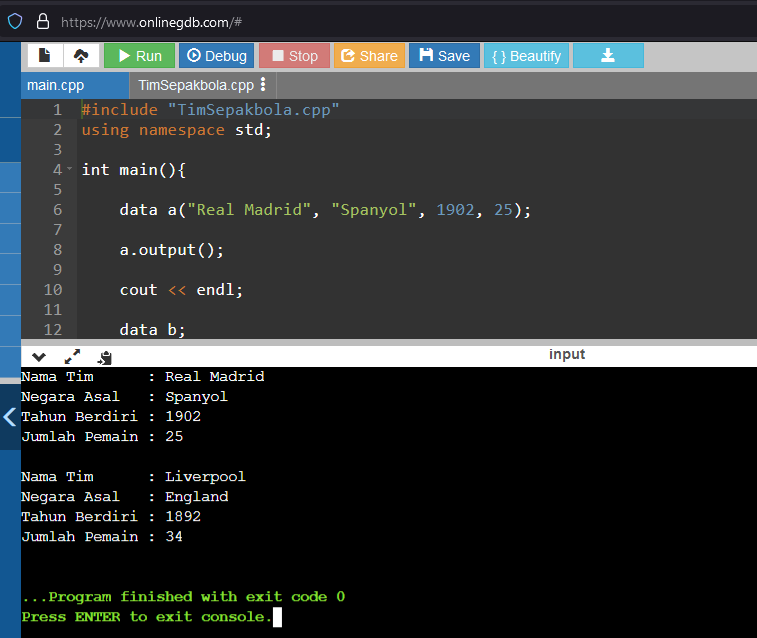 https://www.onlinegdb.com/#
Run Debug Stop Share Save { } Beautify
main.cpp TimSepakbola.cpp
1 #include "TimSepakbola.cpp"
2 using namespace std;
3
4 int main(){
5
6 data a("Real Madrid", "Spanyol", 1902, 25);
7
8 a.output();
9
10 cout << endl;
11
12 data b;
input
Nama Tim : Real Madrid
Negara Asal : Spanyol
Tahun Berdiri : 1902
Jumlah Pemain : 25
Nama Tim : Liverpool
Negara Asal : England
Tahun Berdiri : 1892
Jumlah Pemain : 34
...Program finished with exit code 0
Press ENTER to exit console.